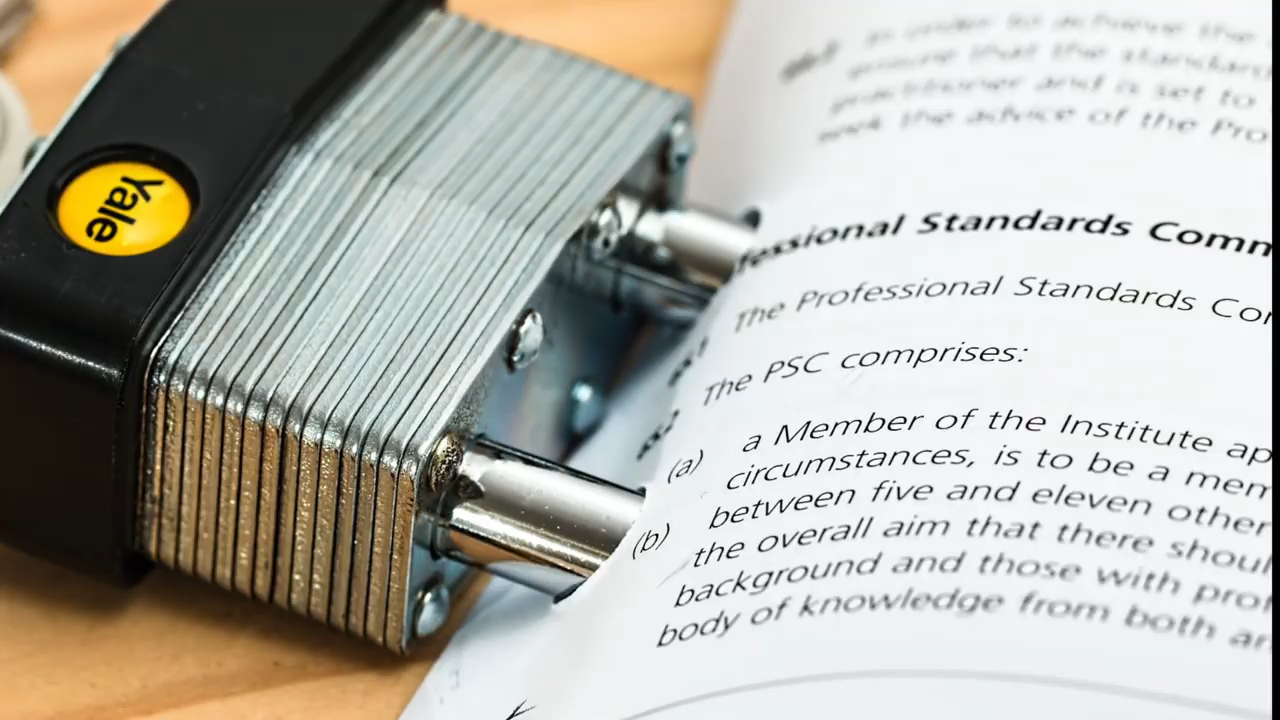 Yale
In order to achieve the
ensure that the standard
practitioner and is set to
seek the advice of the Pro
fessional Standards Comm
The Professional Standards Co
The PSC comprises:
(a) a Member of the Institute ap
circumstances, is to be a mem
(b) between five and eleven other
the overall aim that there shoul
background and those with prof
body of knowledge from both an